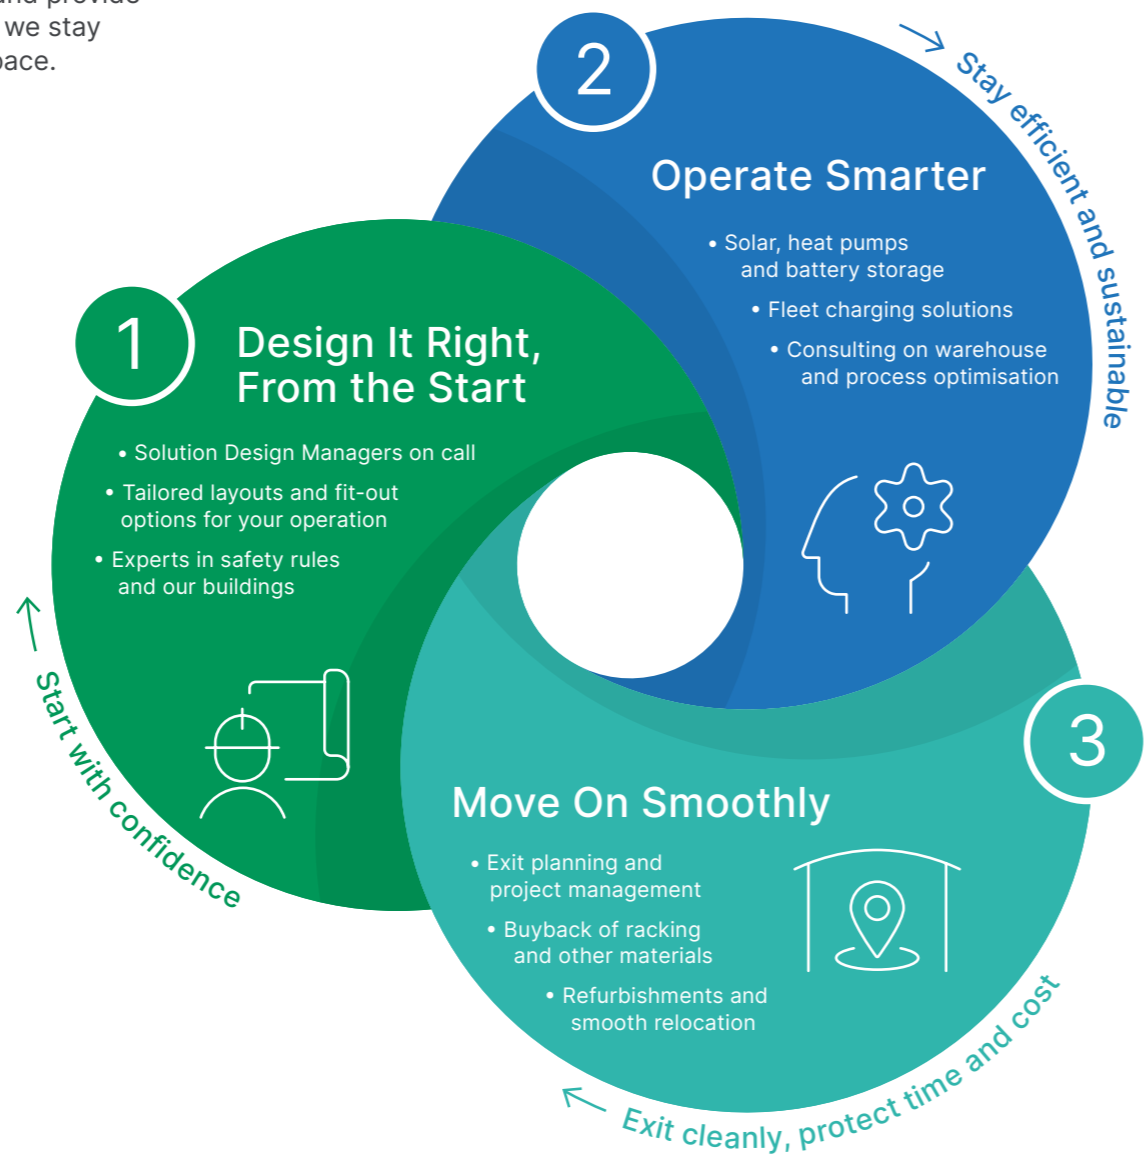 and provide
we stay
pace.
1
Design It Right,
From the Start
• Solution Design Managers on call
• Tailored layouts and fit-out
options for your operation
• Experts in safety rules
and our buildings
Start with confidence
2
Operate Smarter
• Solar, heat pumps
and battery storage
• Fleet charging solutions
• Consulting on warehouse
and process optimisation
Stay efficient and sustainable
3
Move On Smoothly
• Exit planning and
project management
• Buyback of racking
and other materials
• Refurbishments and
smooth relocation
Exit cleanly, protect time and cost